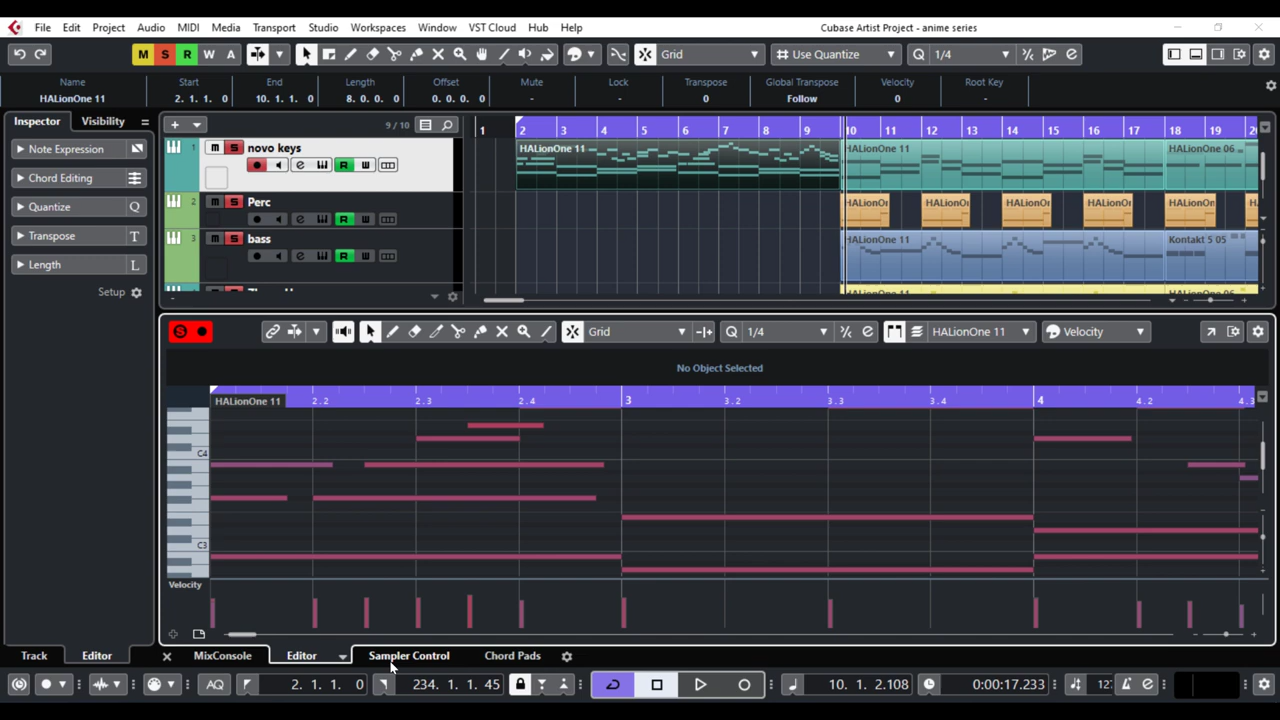 File Edit Project Audio MIDI Media Transport Studio Workspaces Window VST Cloud Hub Help
Cubase Artist Project - anime series
M S R W A Grid Use Quantize Q 1/4
Name Start End Length Offset Mute Lock Transpose Global Transpose Velocity Root Key
HALionOne 11 2. 1. 1. 0 10. 1. 1. 0 8. 0. 0. 0 0. 0. 0. 0 - - 0 Follow 0 -
Inspector Visibility
9 / 10
1 2 3 4 5 6 7 8 9 10 11 12 13 14 15 16 17 18 19
Note Expression
Chord Editing
Quantize Q
Transpose T
Length L
Setup
1 m S novo keys
R
HALionOne 11 HALionOne 11 HALionOne 06
2 m S Perc
R
HALionO HALionO HALionO HALionO HALionO
3 m S bass
R
HALionOne 11 Kontakt 5 05
S Grid Q 1/4 HALionOne 11 Velocity
No Object Selected
HALionOne 11 2.2 2.3 2.4 3 3.2 3.3 3.4 4 4.2 4.3
C4
C3
Velocity
Track Editor MixConsole Editor Sampler Control Chord Pads
AQ 2. 1. 1. 0 234. 1. 1. 45 10. 1. 2.108 0:00:17.233